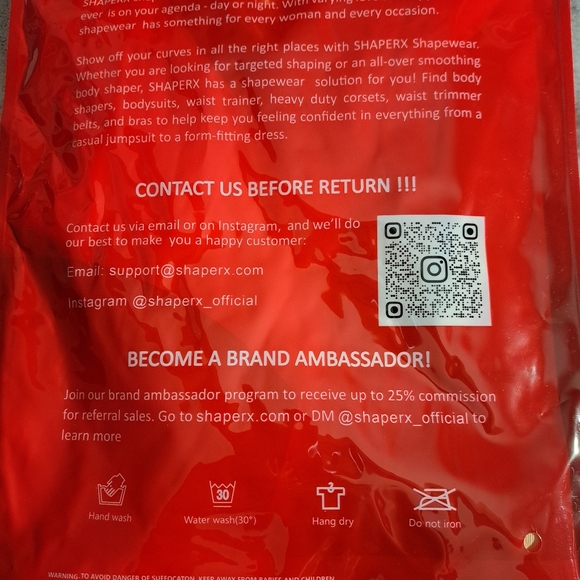 SHAPERX
ever is on your agenda - day or night. With varying
shapewear has something for every woman and every occasion.
Show off your curves in all the right places with SHAPERX Shapewear.
Whether you are looking for targeted shaping or an all-over smoothing
body shaper, SHAPERX has a shapewear solution for you! Find body
shapers, bodysuits, waist trainer, heavy duty corsets, waist trimmer
belts, and bras to help keep you feeling confident in everything from a
casual jumpsuit to a form-fitting dress.
CONTACT US BEFORE RETURN !!!
Contact us via email or on Instagram, and we'll do
our best to make you a happy customer:
Email: support@shaperx.com
Instagram @shaperx_official
BECOME A BRAND AMBASSADOR!
Join our brand ambassador program to receive up to 25% commission
for referral sales. Go to shaperx.com or DM @shaperx_official to
learn more
30
Hand wash
Water wash(30°)
Hang dry
Do not iron
WARNING-TO AVOID DANGER OF SUFFOCATON, KEEP AWAY FROM BABIES AND CHILDREN